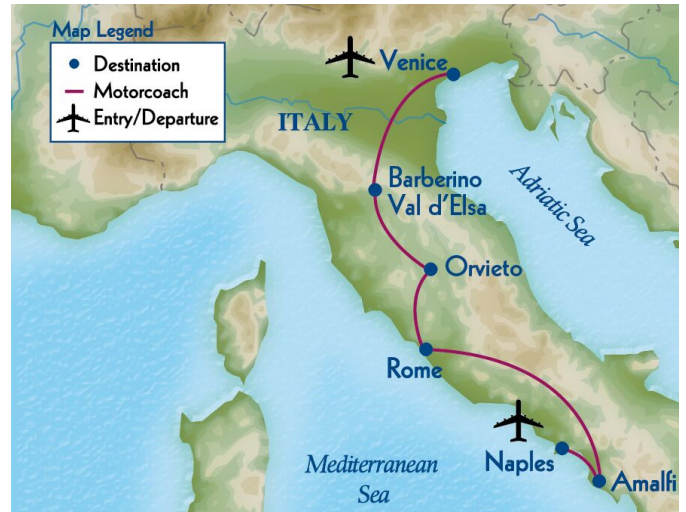 Map Legend
Destination
Motorcoach
Entry/Departure
Venice
ITALY
Barberino
Val d'Elsa
Adriatic Sea
Orvieto
Rome
Naples
Amalfi
Mediterranean
Sea